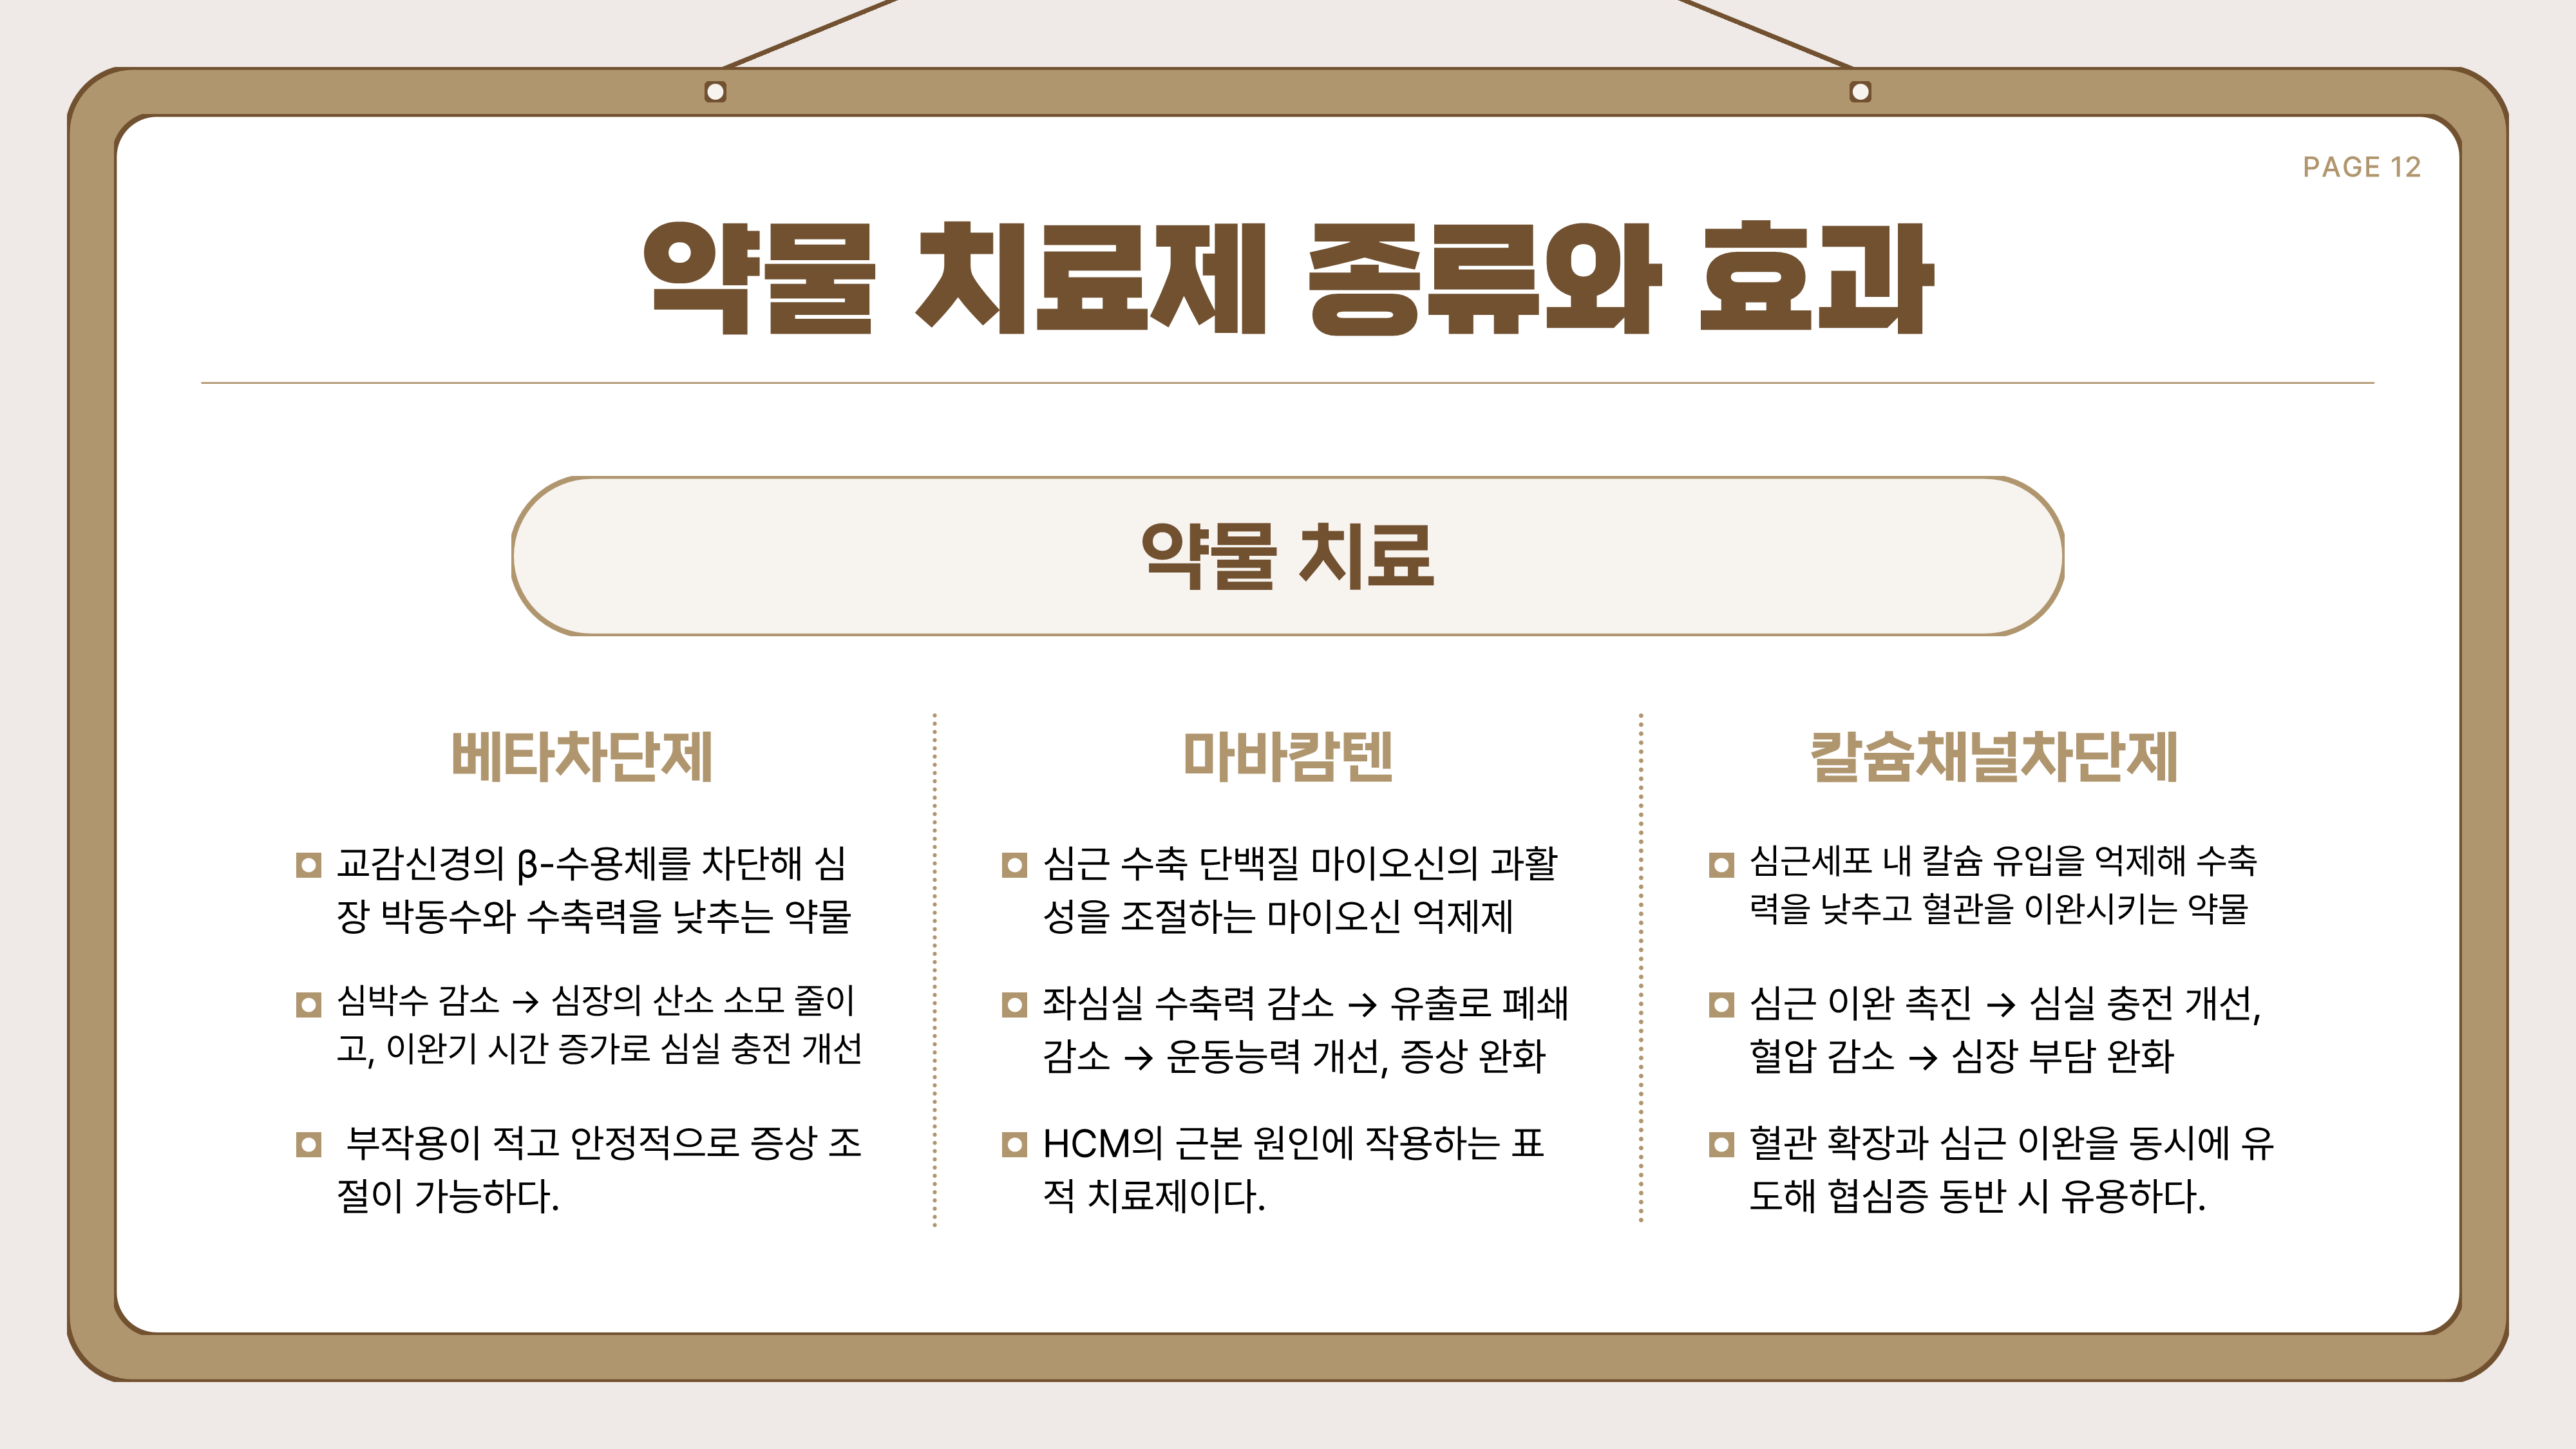 PAGE 12
약물 치료제 종류와 효과
약물 치료
베타차단제
교감신경의 β-수용체를 차단해 심
장 박동수와 수축력을 낮추는 약물
심박수 감소 → 심장의 산소 소모 줄이
고, 이완기 시간 증가로 심실 충전 개선
부작용이 적고 안정적으로 증상 조
절이 가능하다.
마바캄텐
심근 수축 단백질 마이오신의 과활
성을 조절하는 마이오신 억제제
좌심실 수축력 감소 → 유출로 폐쇄
감소 → 운동능력 개선, 증상 완화
HCM의 근본 원인에 작용하는 표
적 치료제이다.
칼슘채널차단제
심근세포 내 칼슘 유입을 억제해 수축
력을 낮추고 혈관을 이완시키는 약물
심근 이완 촉진 → 심실 충전 개선,
혈압 감소 → 심장 부담 완화
혈관 확장과 심근 이완을 동시에 유
도해 협심증 동반 시 유용하다.